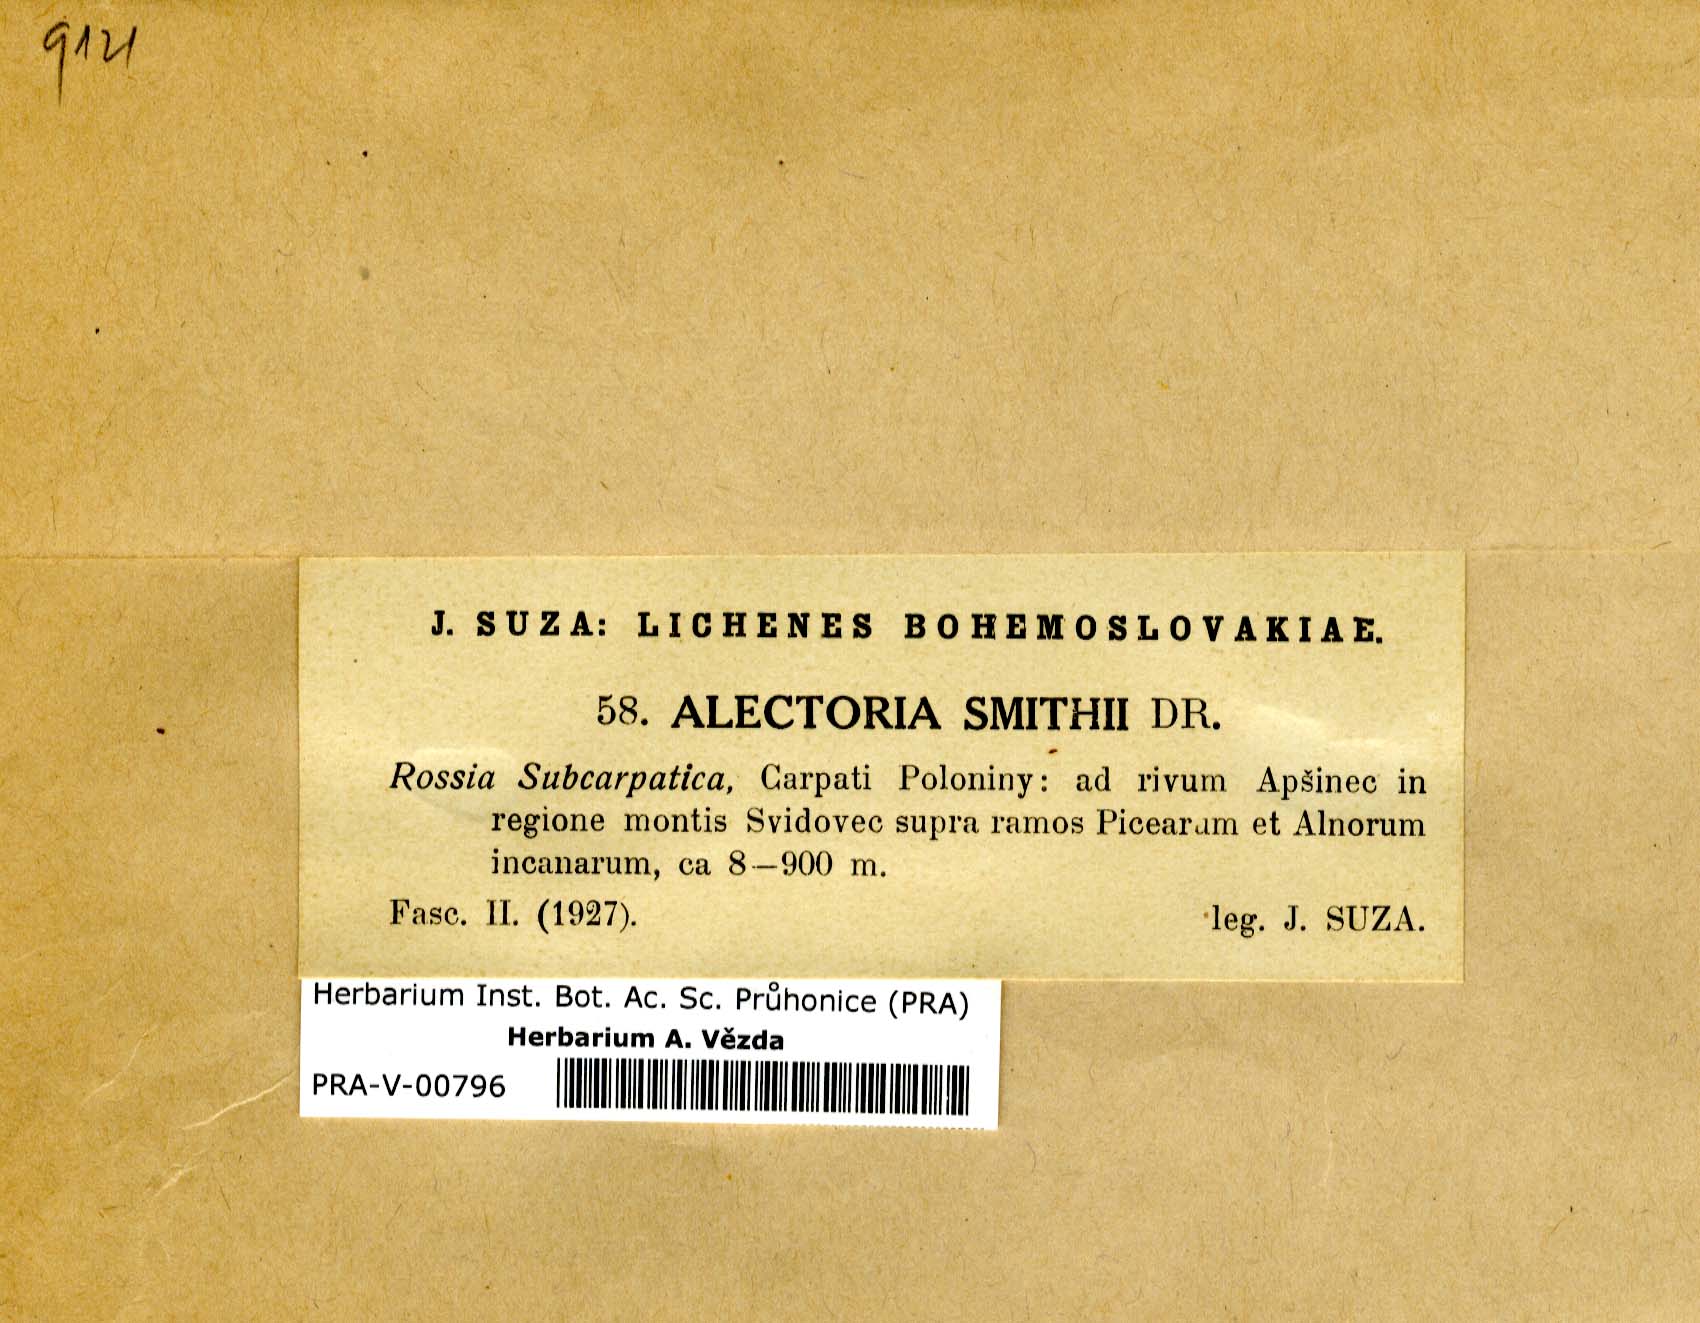 9121
J. SUZA: LICHENES BOHEMOSLOVAKIAE.
58. ALECTORIA SMITHII DR.
Rossia Subcarpatica, Carpati Poloniny: ad rivum Apšinec in
regione montis Svidovec supra ramos Picearum et Alnorum
incanarum, ca 8—900 m.
Fasc. II. (1927). leg. J. SUZA.
Herbarium Inst. Bot. Ac. Sc. Průhonice (PRA)
Herbarium A. Vězda
PRA-V-00796